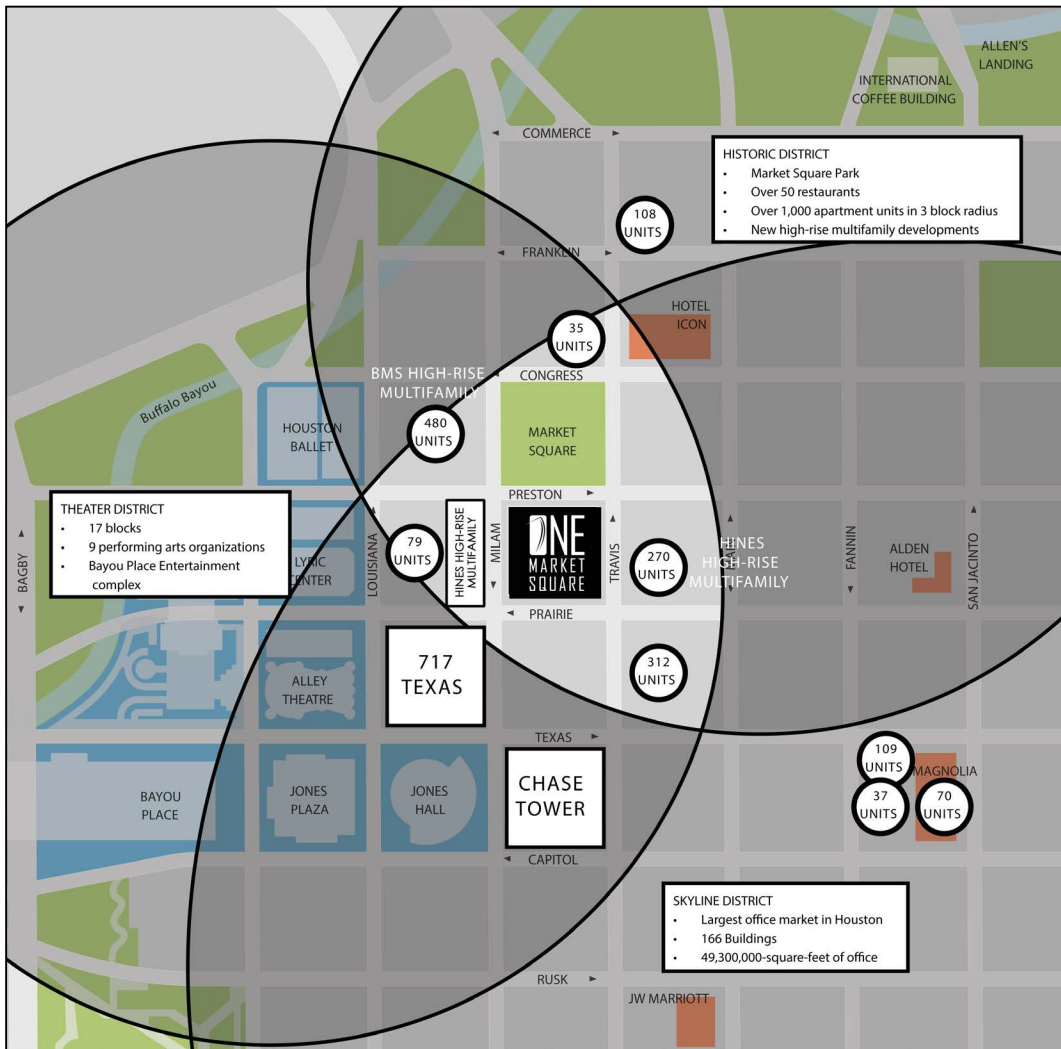 ALLEN'S
LANDING
INTERNATIONAL
COFFEE BUILDING
COMMERCE
HISTORIC DISTRICT
• Market Square Park
• Over 50 restaurants
• Over 1,000 apartment units in 3 block radius
• New high-rise multifamily developments
108
UNITS
FRANKLIN
HOTEL
ICON
35
UNITS
BMS HIGH-RISE
MULTIFAMILY
CONGRESS
Buffalo Bayou
HOUSTON
BALLET
480
UNITS
MARKET
SQUARE
THEATER DISTRICT
• 17 blocks
• 9 performing arts organizations
• Bayou Place Entertainment
complex
PRESTON
BAGBY
LYRIC
CENTER
LOUISIANA
79
UNITS
HINES HIGH-RISE
MULTIFAMILY
MILAM
ONE
MARKET
SQUARE
TRAVIS
270
UNITS
HINES
HIGH-RISE
MULTIFAMILY
FANNIN
ALDEN
HOTEL
SAN JACINTO
PRAIRIE
717
TEXAS
ALLEY
THEATRE
312
UNITS
TEXAS
BAYOU
PLACE
JONES
PLAZA
JONES
HALL
CHASE
TOWER
109
UNITS
MAGNOLIA
37
UNITS
70
UNITS
CAPITOL
SKYLINE DISTRICT
• Largest office market in Houston
• 166 Buildings
• 49,300,000-square-feet of office
RUSK
JW MARRIOTT